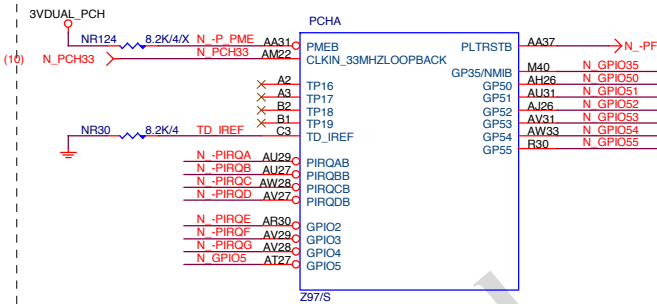 3VDUAL_PCH
PCHA
NR124 8.2K/4/X N_-P_PME AA31 PMEB PLTRSTB AA37 N_-PF
(10) N_PCH33 N_PCH33 AM22 CLKIN_33MHZLOOPBACK
GP35/NMIB M40 N_GPIO35
A2 TP16 GP50 AH26 N_GPIO50
A3 TP17 GP51 AU31 N_GPIO51
B2 TP18 GP52 AJ26 N_GPIO52
B1 TP19 GP53 AV31 N_GPIO53
NR30 8.2K/4 TD_IREF C3 TD_IREF GP54 AW33 N_GPIO54
GP55 R30 N_GPIO55
N_-PIRQA AU29 PIRQAB
N_-PIRQB AU27 PIRQBB
N_-PIRQC AW28 PIRQCB
N_-PIRQD AV27 PIRQDB
N_-PIRQE AR30 GPIO2
N_-PIRQF AV29 GPIO3
N_-PIRQG AV28 GPIO4
N_GPIO5 AT27 GPIO5
Z97/S